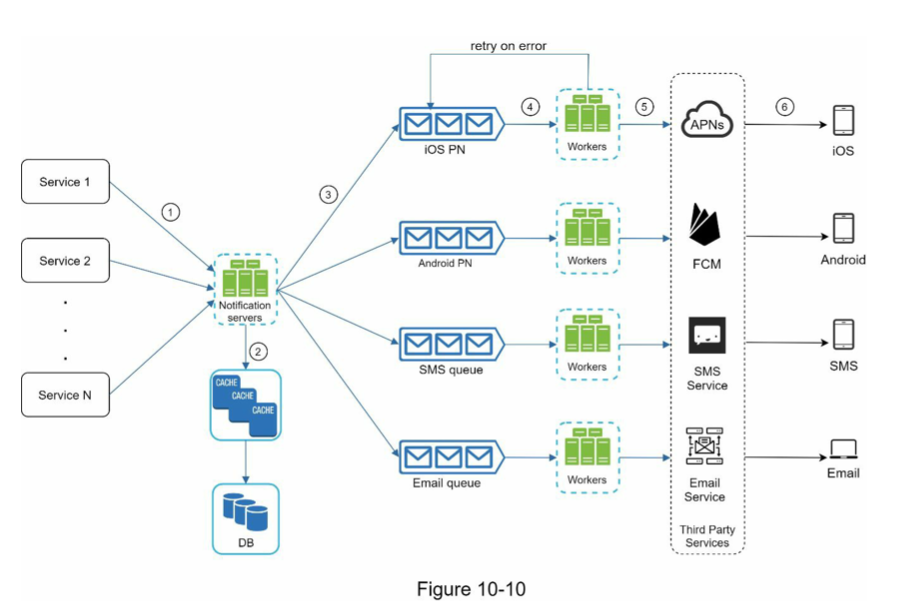 retry on error
④
⑤
⑥
APNs
iOS PN
Workers
iOS
Service 1
①
③
Service 2
Android PN
Workers
FCM
Android
.
.
.
Notification
servers
②
SMS queue
Workers
SMS
Service
SMS
Service N
CACHE
CACHE
CACHE
Email queue
Workers
Email
Service
Email
DB
Third Party
Services
Figure 10-10